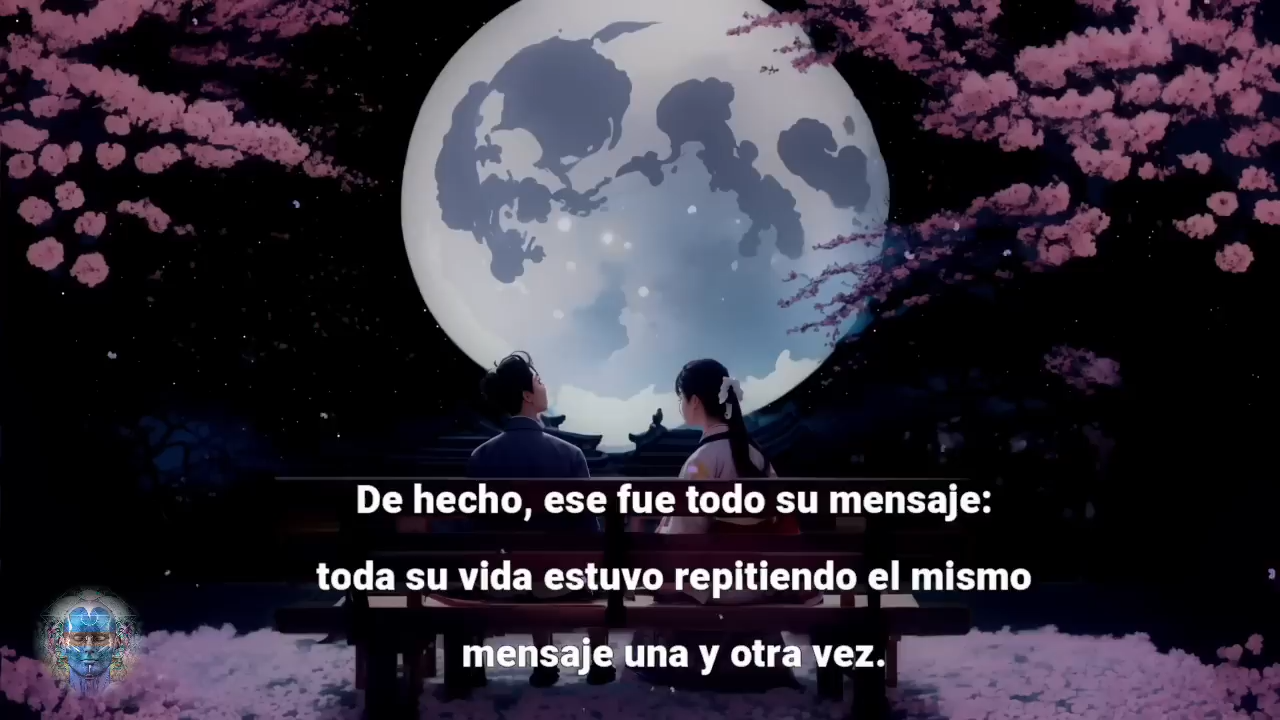 De hecho, ese fue todo su mensaje:
toda su vida estuvo repitiendo el mismo
mensaje una y otra vez.